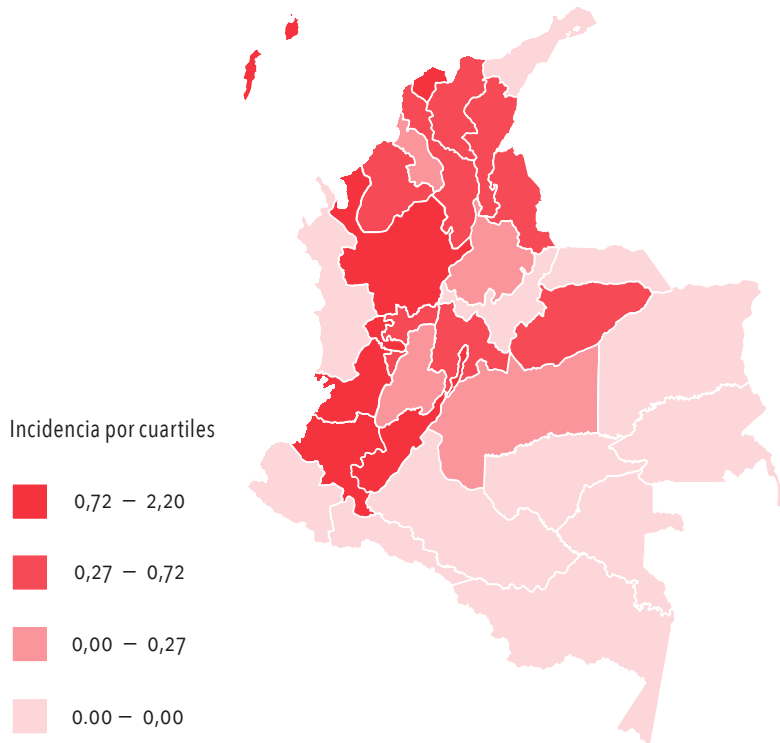 Incidencia por cuartiles
0,72 – 2,20
0,27 – 0,72
0,00 – 0,27
0.00 – 0,00